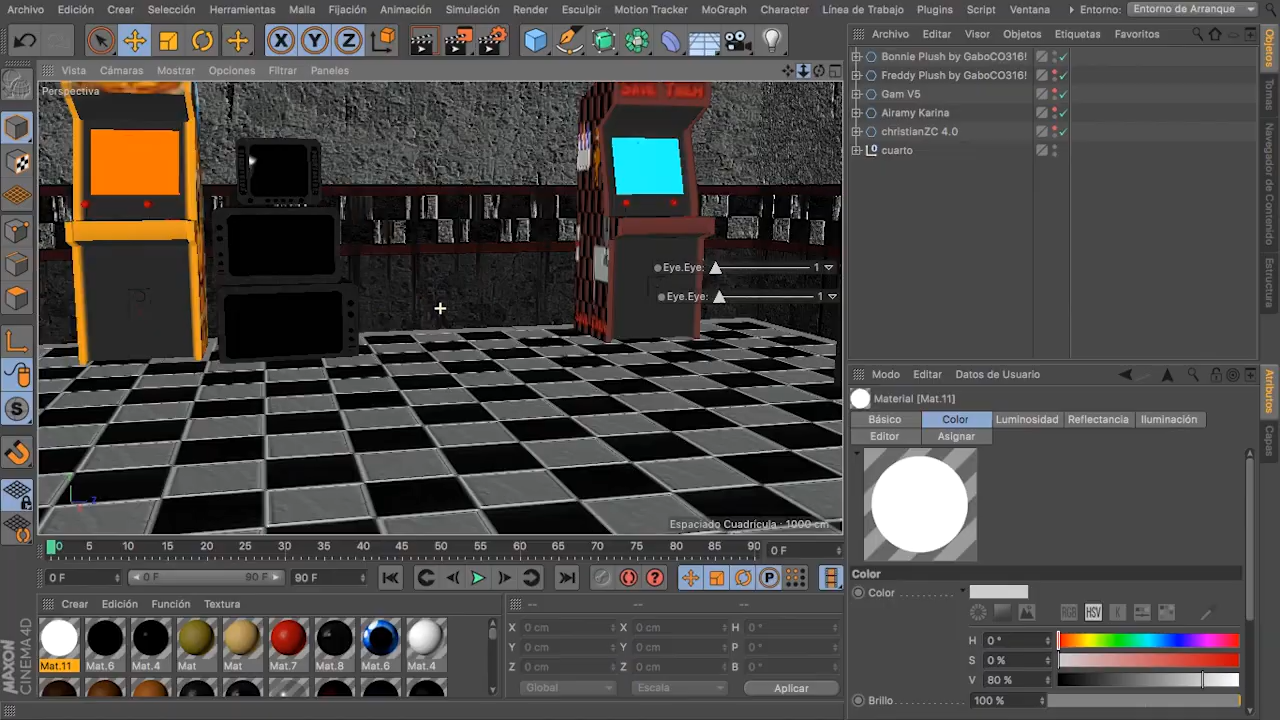 Archivo Edición Crear Selección Herramientas Malla Fijación Animación Simulación Render Esculpir Motion Tracker MoGraph Character Línea de Trabajo Plugins Script Ventana Entorno: Entorno de Arranque
X Y Z
Vista Cámaras Mostrar Opciones Filtrar Paneles
Perspectiva
SAVE THEM
Eye.Eye: 1
Eye.Eye: 1
Espaciado Cuadrícula : 1000 cm
Archivo Editar Visor Objetos Etiquetas Favoritos
Bonnie Plush by GaboCO316!
Freddy Plush by GaboCO316!
Gam V5
Airamy Karina
christianZC 4.0
cuarto
Objetos
Tomas
Navegador de Contenido
Estructura
Modo Editar Datos de Usuario
Material [Mat.11]
Básico Color Luminosidad Reflectancia Iluminación
Editor Asignar
Atributos
Capas
Color
Color
RGB HSV K
H 0 °
S 0 %
V 80 %
Brillo 100 %
0 5 10 15 20 25 30 35 40 45 50 55 60 65 70 75 80 85 90 0 F
0 F 0 F 90 F 90 F
Crear Edición Función Textura
Mat.11 Mat.6 Mat.4 Mat Mat Mat.7 Mat.8 Mat.6 Mat.4
-- -- --
X 0 cm X 0 cm H 0 °
Y 0 cm Y 0 cm P 0 °
Z 0 cm Z 0 cm B 0 °
Global Escala Aplicar
MAXON
CINEMA 4D